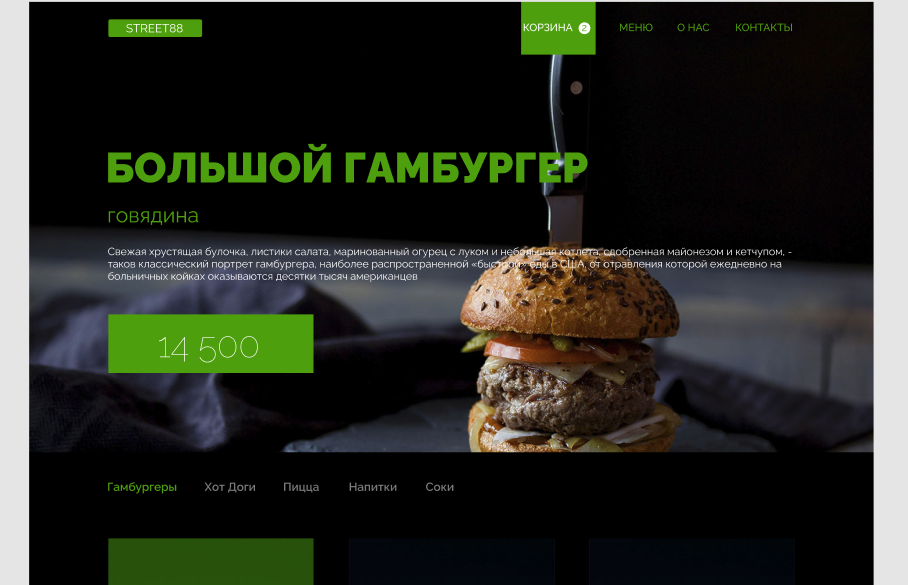 STREET88
КОРЗИНА 2 МЕНЮ О НАС КОНТАКТЫ
БОЛЬШОЙ ГАМБУРГЕР
говядина
Свежая хрустящая булочка, листики салата, маринованный огурец с луком и небольшая котлета, сдобренная майонезом и кетчупом, -
таков классический портрет гамбургера, наиболее распространенной «быстрой» еды в США, от отравления которой ежедневно на
больничных койках оказываются десятки тысяч американцев
14 500
Гамбургеры Хот Доги Пицца Напитки Соки